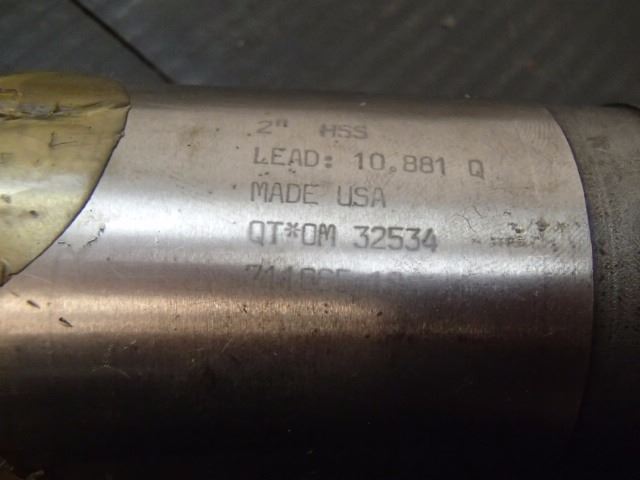 2" HSS
LEAD: 10.881 Q
MADE USA
QT*OM 32534